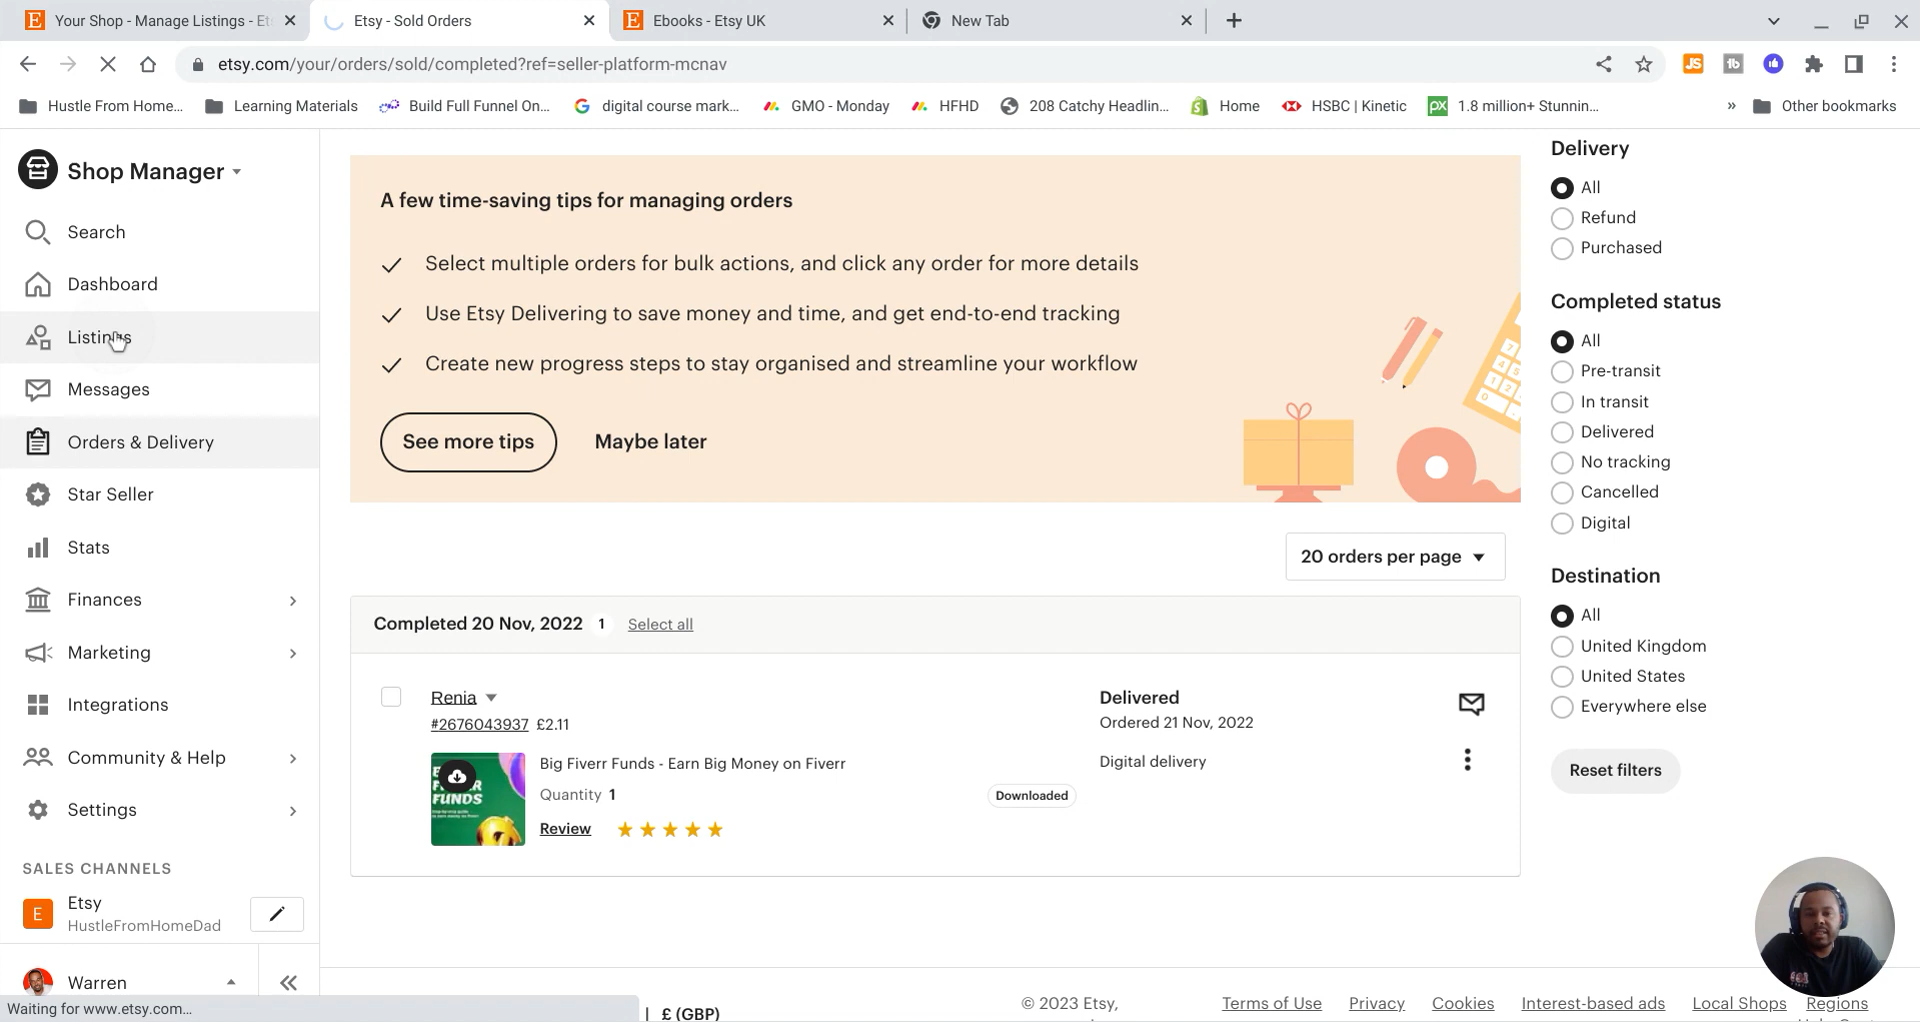 Your Shop - Manage Listings - Et
Etsy - Sold Orders
Ebooks - Etsy UK
New Tab
etsy.com/your/orders/sold/completed?ref=seller-platform-mcnav
Hustle From Home...
Learning Materials
Build Full Funnel On...
digital course mark...
GMO - Monday
HFHD
208 Catchy Headlin...
Home
HSBC | Kinetic
1.8 million+ Stunnin...
»
Other bookmarks
Shop Manager
Search
Dashboard
Listings
Messages
Orders & Delivery
Star Seller
Stats
Finances
Marketing
Integrations
Community & Help
Settings
SALES CHANNELS
E
Etsy
HustleFromHomeDad
Warren
Waiting for www.etsy.com...
A few time-saving tips for managing orders
Select multiple orders for bulk actions, and click any order for more details
Use Etsy Delivering to save money and time, and get end-to-end tracking
Create new progress steps to stay organised and streamline your workflow
See more tips
Maybe later
20 orders per page
Completed 20 Nov, 2022 1 Select all
Renia
#2676043937 £2.11
Big Fiverr Funds - Earn Big Money on Fiverr
Quantity 1
Downloaded
Review
FUNDS
Delivered
Ordered 21 Nov, 2022
Digital delivery
Delivery
All
Refund
Purchased
Completed status
All
Pre-transit
In transit
Delivered
No tracking
Cancelled
Digital
Destination
All
United Kingdom
United States
Everywhere else
Reset filters
| £ (GBP)
© 2023 Etsy,
Terms of Use
Privacy
Cookies
Interest-based ads
Local Shops
Regions